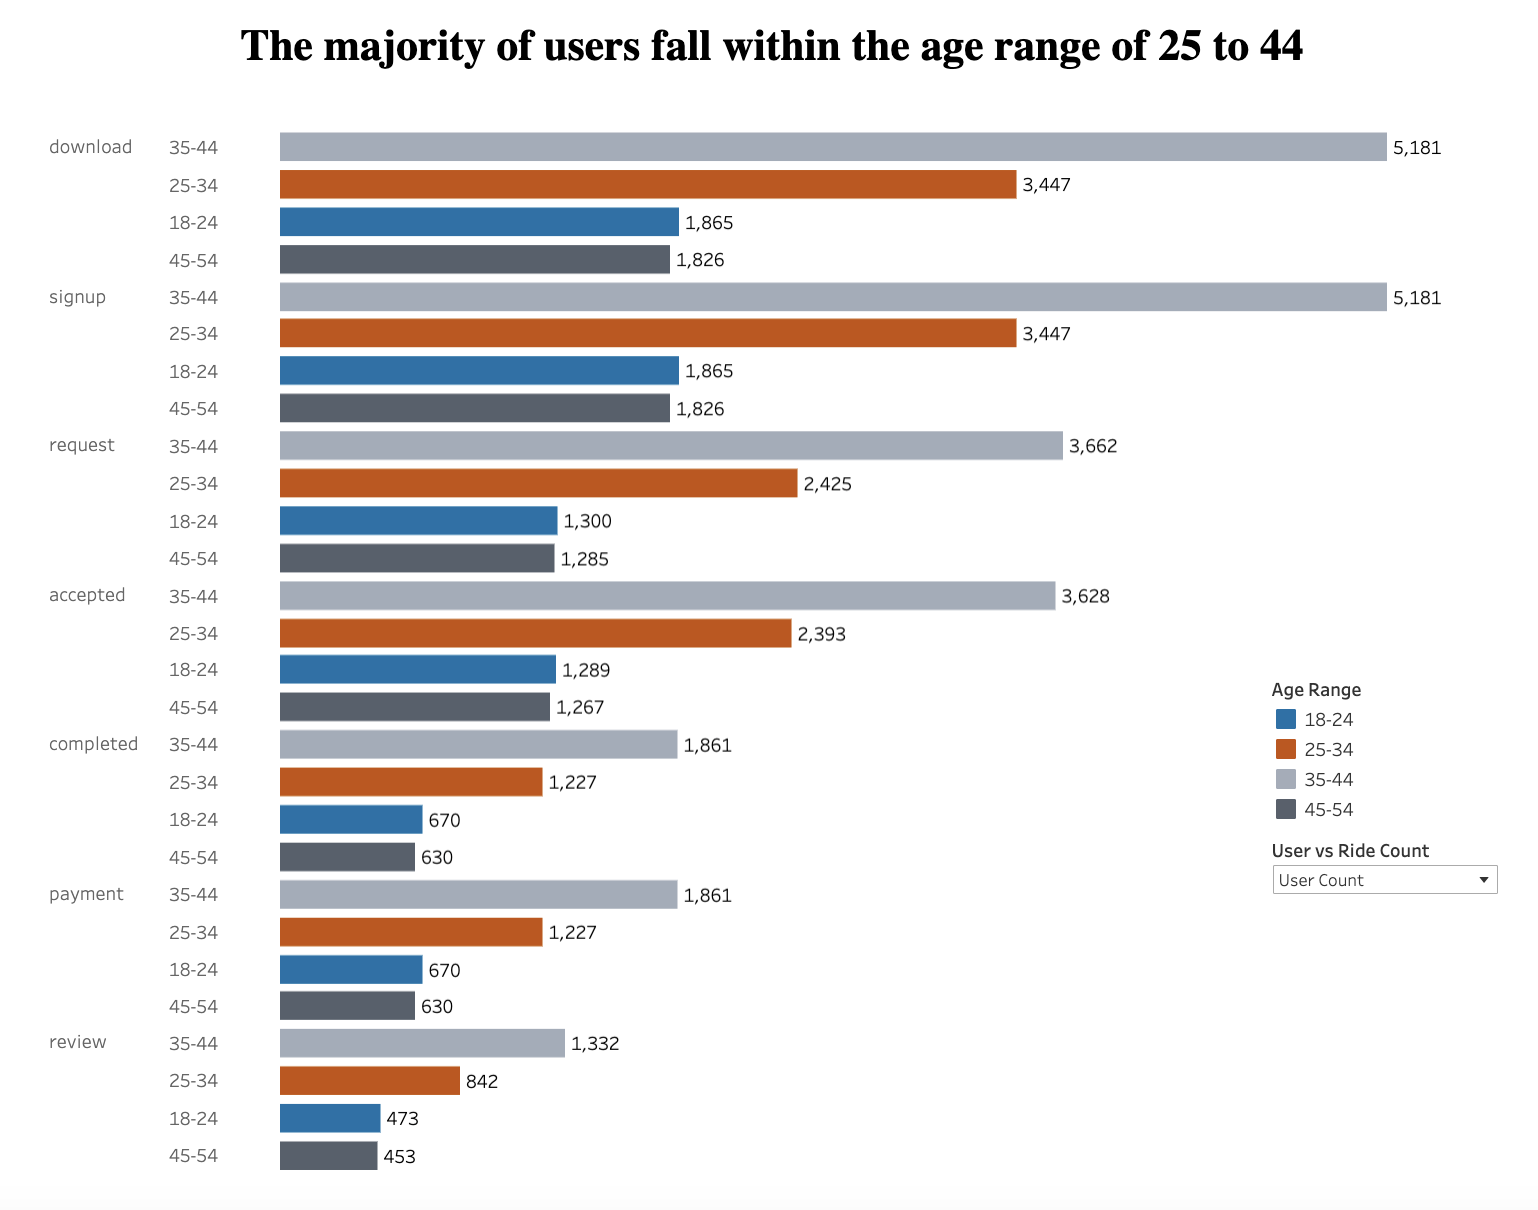 The majority of users fall within the age range of 25 to 44
download 35-44 5,181
25-34 3,447
18-24 1,865
45-54 1,826
signup 35-44 5,181
25-34 3,447
18-24 1,865
45-54 1,826
request 35-44 3,662
25-34 2,425
18-24 1,300
45-54 1,285
accepted 35-44 3,628
25-34 2,393
18-24 1,289
45-54 1,267
completed 35-44 1,861
25-34 1,227
18-24 670
45-54 630
payment 35-44 1,861
25-34 1,227
18-24 670
45-54 630
review 35-44 1,332
25-34 842
18-24 473
45-54 453
Age Range
18-24
25-34
35-44
45-54
User vs Ride Count
User Count